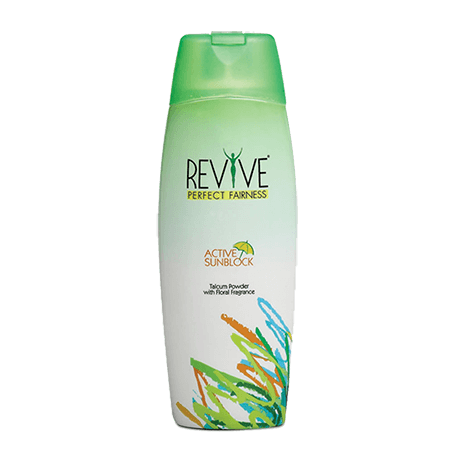 REVIVE®
PERFECT FAIRNESS
ACTIVE
SUNBLOCK
Talcum Powder
with Floral Fragrance